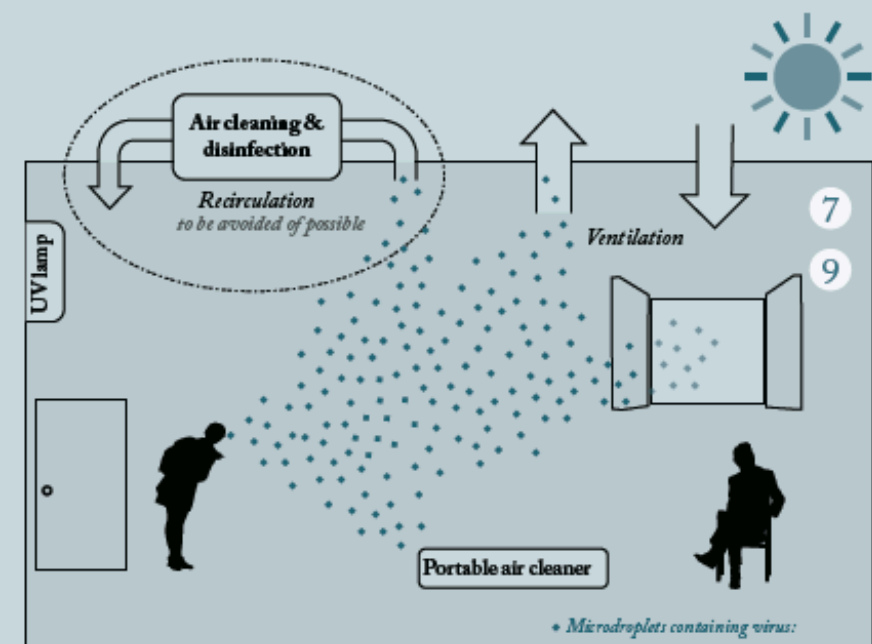 Air cleaning &
disinfection
Recirculation
to be avoided of possible
Ventilation
7
9
UV lamp
Portable air cleaner
Microdroplets containing virus: